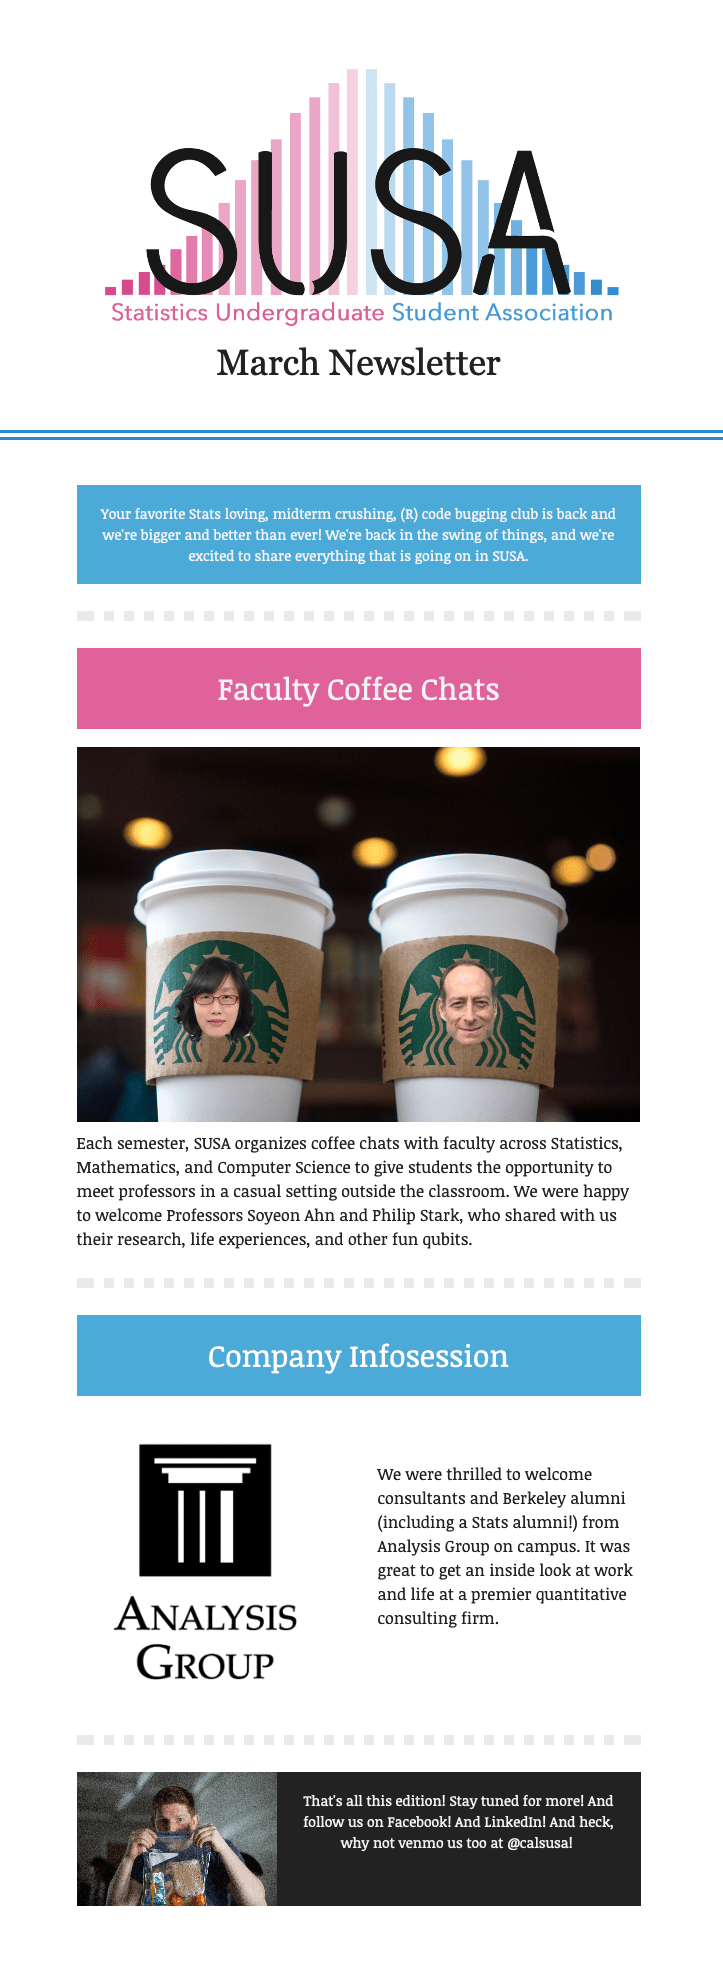 SUSA
Statistics Undergraduate Student Association
March Newsletter
Your favorite Stats loving, midterm crushing, (R) code bugging club is back and
we're bigger and better than ever! We're back in the swing of things, and we're
excited to share everything that is going on in SUSA.
Faculty Coffee Chats
Each semester, SUSA organizes coffee chats with faculty across Statistics,
Mathematics, and Computer Science to give students the opportunity to
meet professors in a casual setting outside the classroom. We were happy
to welcome Professors Soyeon Ahn and Philip Stark, who shared with us
their research, life experiences, and other fun qubits.
Company Infosession
ANALYSIS
GROUP
We were thrilled to welcome
consultants and Berkeley alumni
(including a Stats alumni!) from
Analysis Group on campus. It was
great to get an inside look at work
and life at a premier quantitative
consulting firm.
That's all this edition! Stay tuned for more! And
follow us on Facebook! And LinkedIn! And heck,
why not venmo us too at @calsusa!